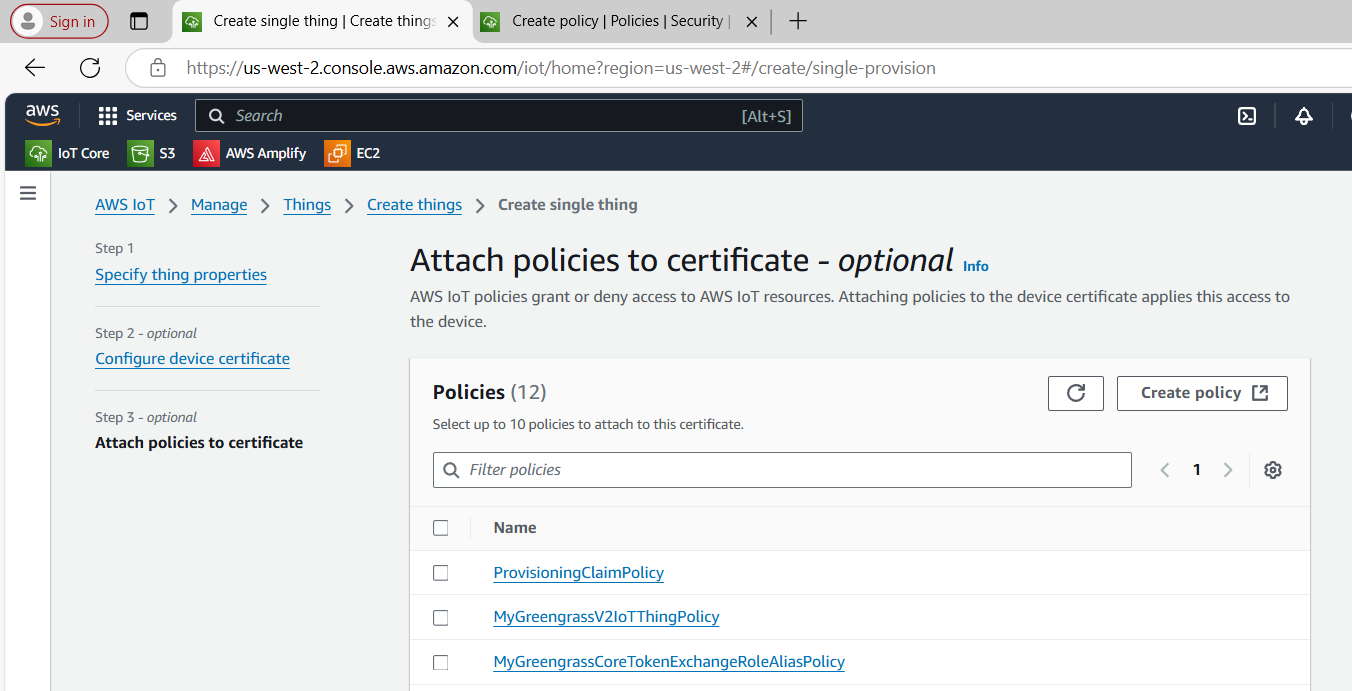 Sign in
Create single thing | Create things
Create policy | Policies | Security |
https://us-west-2.console.aws.amazon.com/iot/home?region=us-west-2#/create/single-provision
aws
Services
Search
[Alt+S]
IoT Core
S3
AWS Amplify
EC2
AWS IoT
Manage
Things
Create things
Create single thing
Step 1
Specify thing properties
Step 2 - optional
Configure device certificate
Step 3 - optional
Attach policies to certificate
Attach policies to certificate - optional Info
AWS IoT policies grant or deny access to AWS IoT resources. Attaching policies to the device certificate applies this access to
the device.
Policies (12)
Create policy
Select up to 10 policies to attach to this certificate.
Filter policies
1
Name
ProvisioningClaimPolicy
MyGreengrassV2IoTThingPolicy
MyGreengrassCoreTokenExchangeRoleAliasPolicy